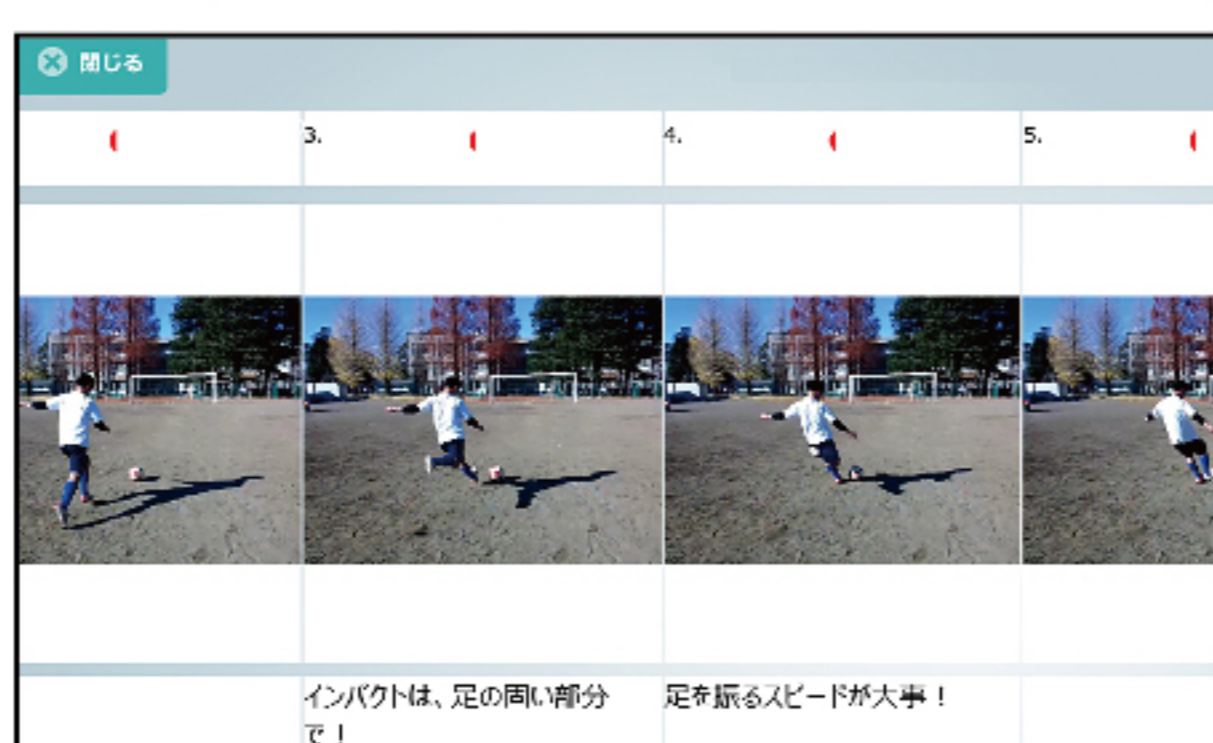 閉じる
3.
4.
5.
インパクトは、足の固い部分
で！
足を振るスピードが大事！